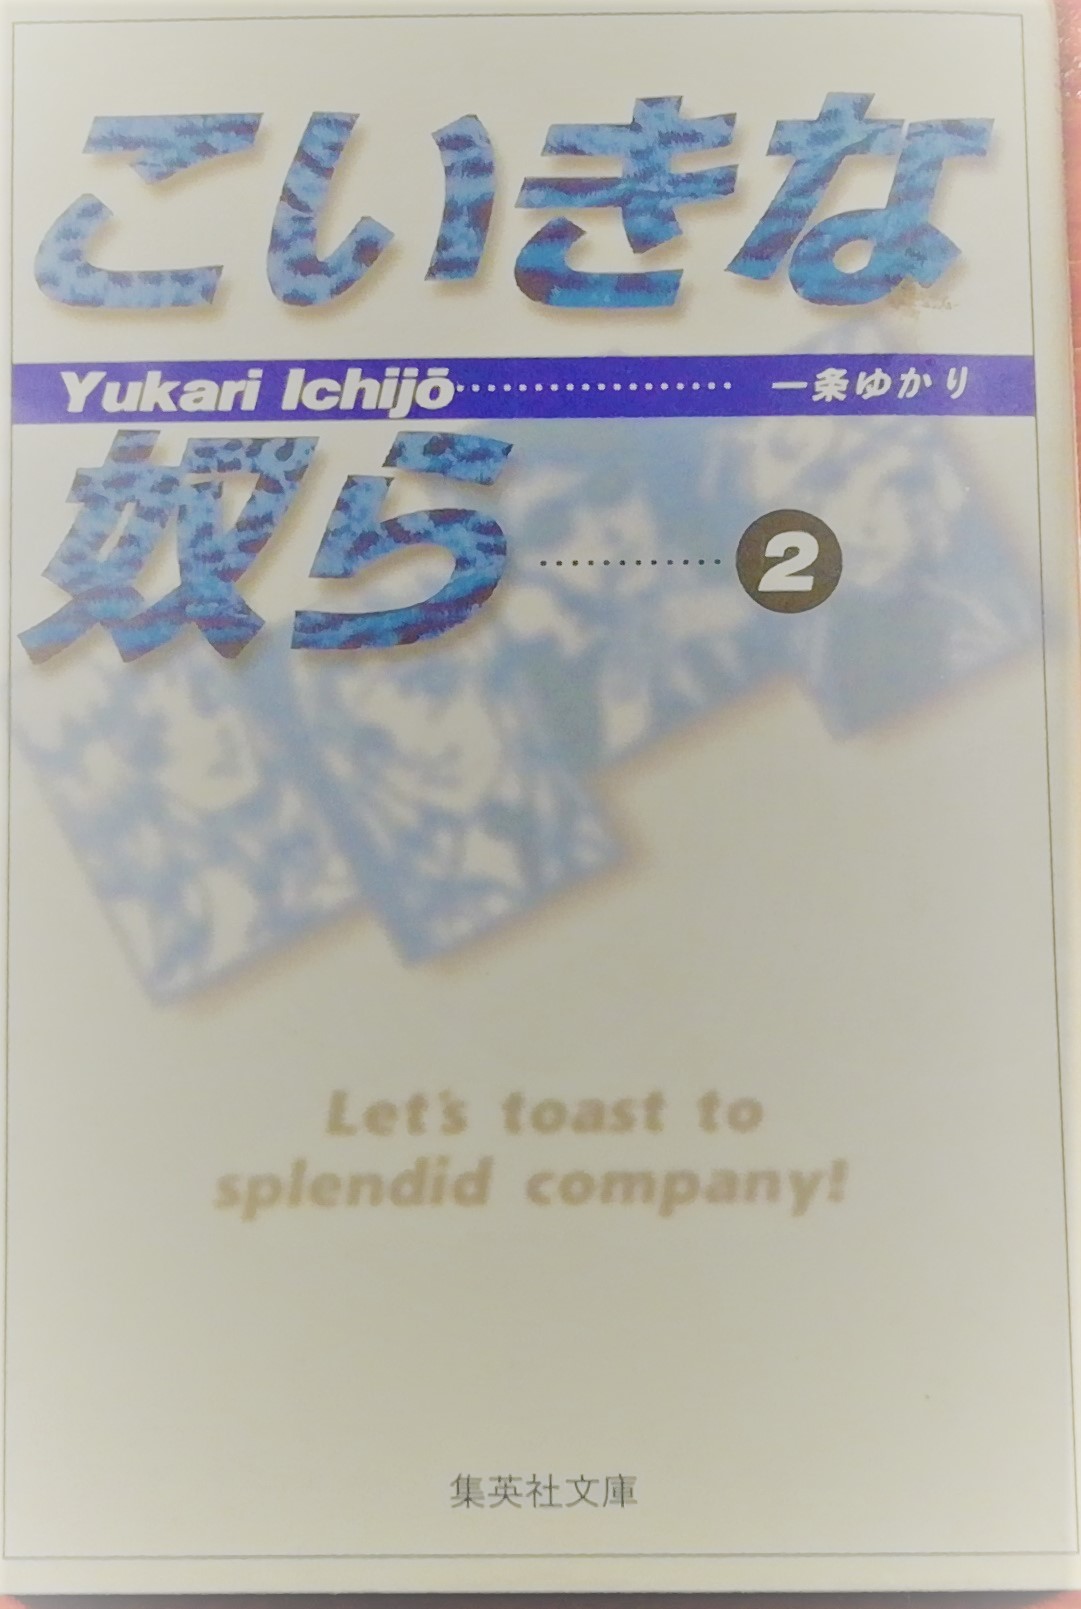 こいきな
Yukari Ichijō 一条ゆかり
奴ら 2
Let's toast to
splendid company!
集英社文庫